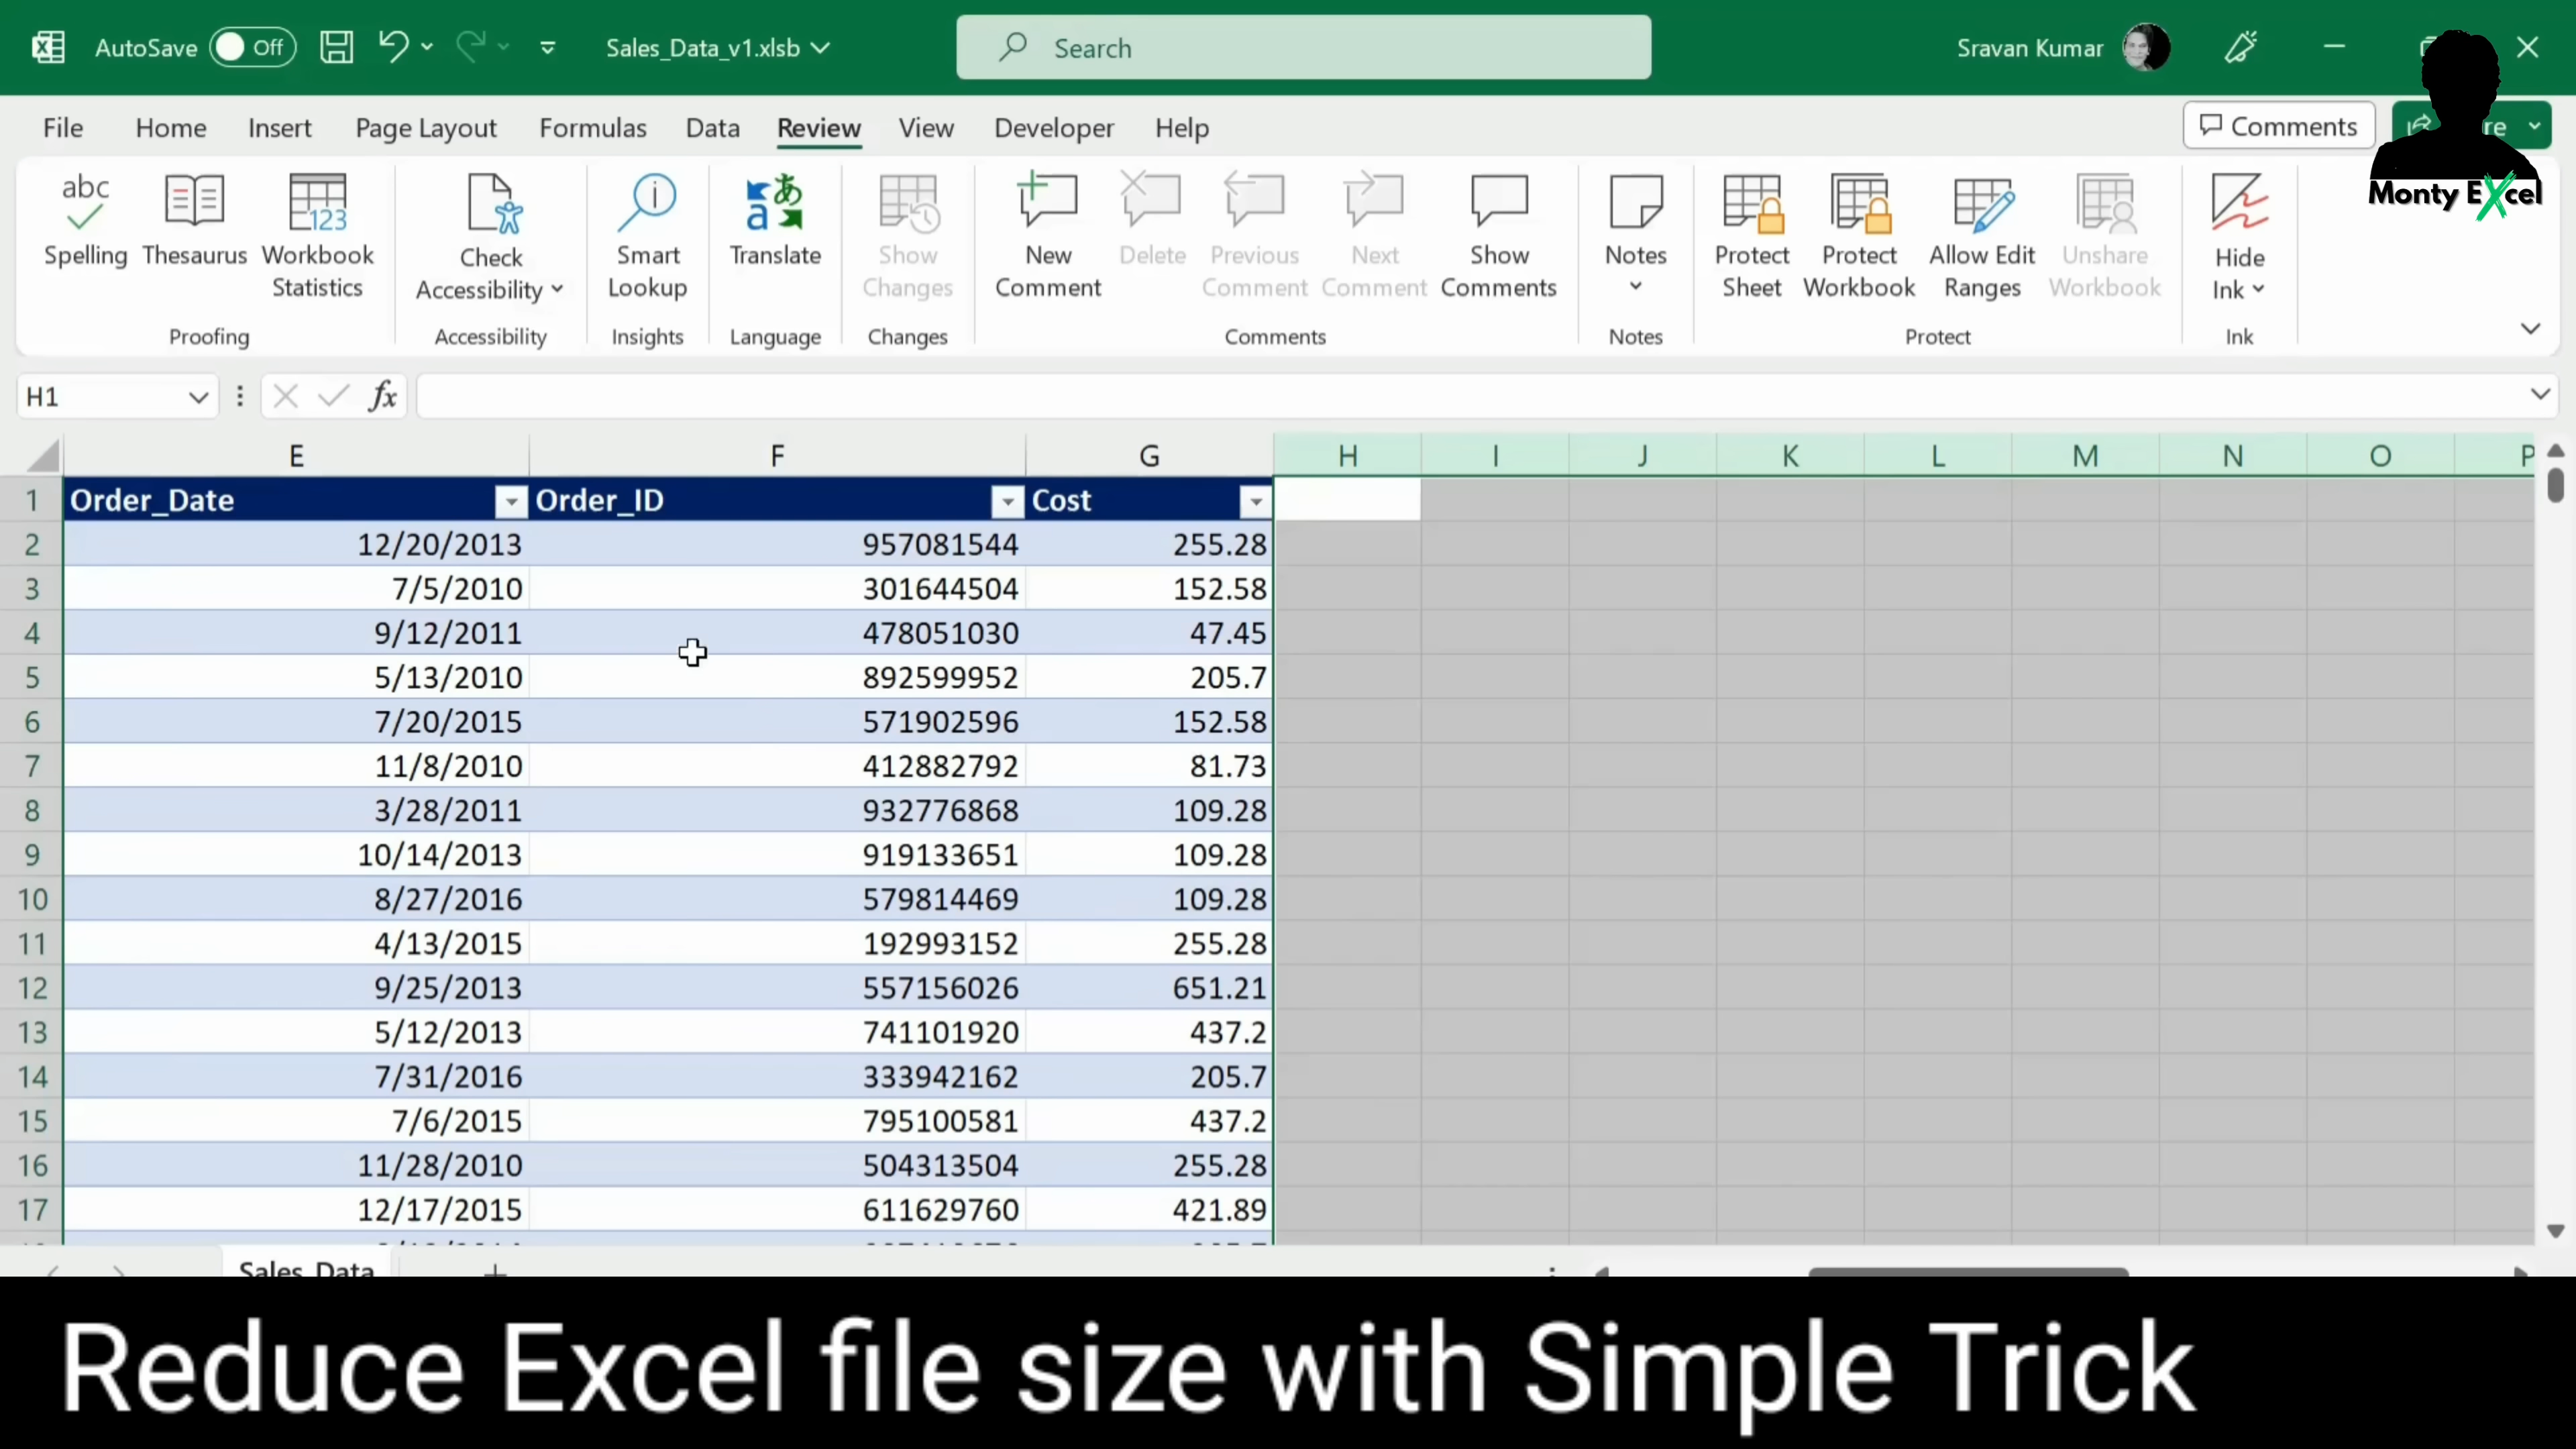 AutoSave Off Sales_Data_v1.xlsb Search Sravan Kumar
File Home Insert Page Layout Formulas Data Review View Developer Help Comments
abc
Spelling
Thesaurus
123
Workbook Statistics
Proofing
Check Accessibility
Accessibility
Smart Lookup
Insights
a あ
Translate
Language
Show Changes
Changes
New Comment
Delete
Previous Comment
Next Comment
Show Comments
Comments
Notes
Notes
Protect Sheet
Protect Workbook
Allow Edit Ranges
Unshare Workbook
Protect
Hide Ink
Ink
Monty EXcel
H1 fx
E F G H I J K L M N O P
1 Order_Date Order_ID Cost
2 12/20/2013 957081544 255.28
3 7/5/2010 301644504 152.58
4 9/12/2011 478051030 47.45
5 5/13/2010 892599952 205.7
6 7/20/2015 571902596 152.58
7 11/8/2010 412882792 81.73
8 3/28/2011 932776868 109.28
9 10/14/2013 919133651 109.28
10 8/27/2016 579814469 109.28
11 4/13/2015 192993152 255.28
12 9/25/2013 557156026 651.21
13 5/12/2013 741101920 437.2
14 7/31/2016 333942162 205.7
15 7/6/2015 795100581 437.2
16 11/28/2010 504313504 255.28
17 12/17/2015 611629760 421.89
Sales_Data
Reduce Excel file size with Simple Trick